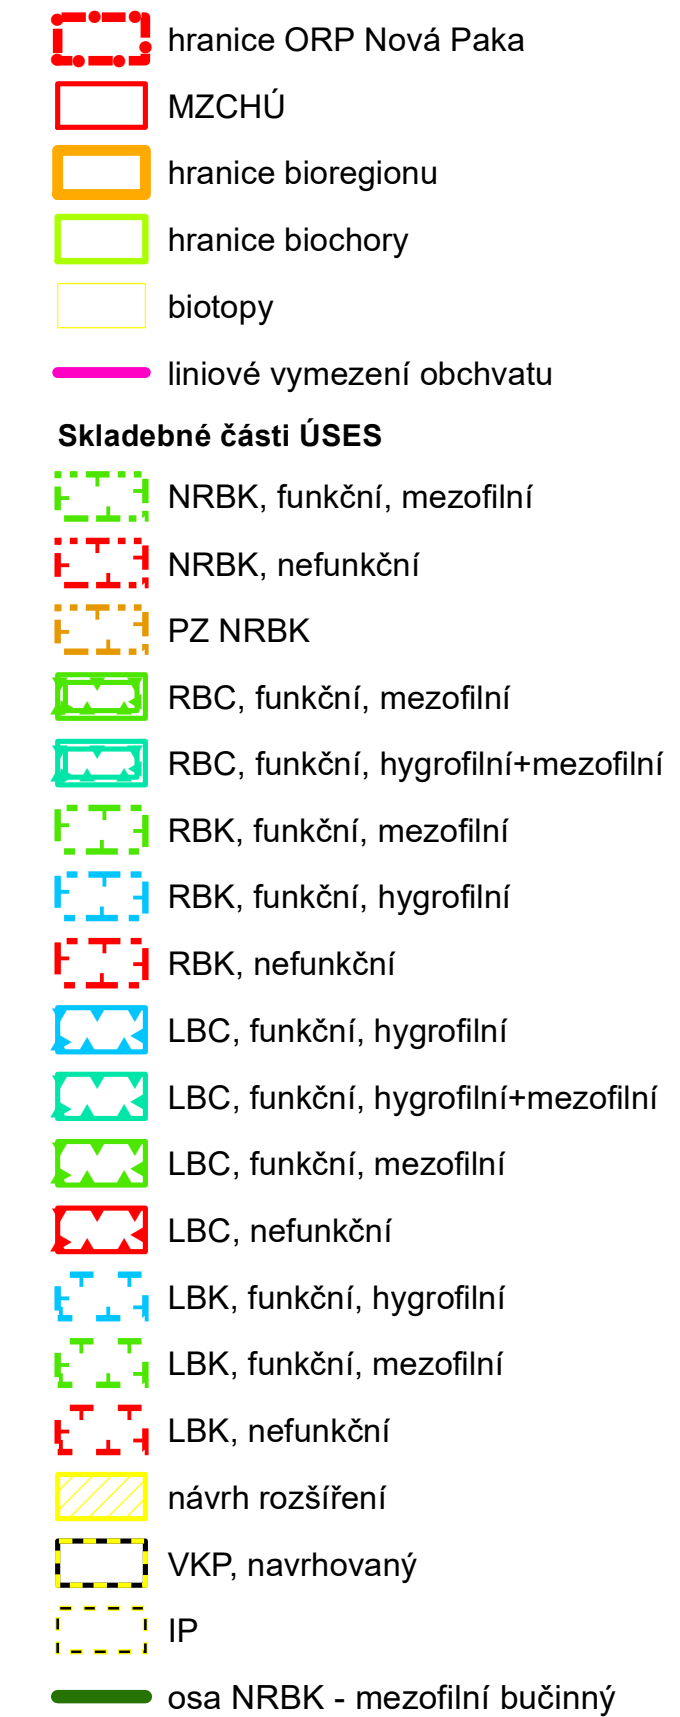 hranice ORP Nová Paka
MZCHÚ
hranice bioregionu
hranice biochory
biotopy
liniové vymezení obchvatu
Skladebné části ÚSES
NRBK, funkční, mezofilní
NRBK, nefunkční
PZ NRBK
RBC, funkční, mezofilní
RBC, funkční, hygrofilní+mezofilní
RBK, funkční, mezofilní
RBK, funkční, hygrofilní
RBK, nefunkční
LBC, funkční, hygrofilní
LBC, funkční, hygrofilní+mezofilní
LBC, funkční, mezofilní
LBC, nefunkční
LBK, funkční, hygrofilní
LBK, funkční, mezofilní
LBK, nefunkční
návrh rozšíření
VKP, navrhovaný
IP
osa NRBK - mezofilní bučinný